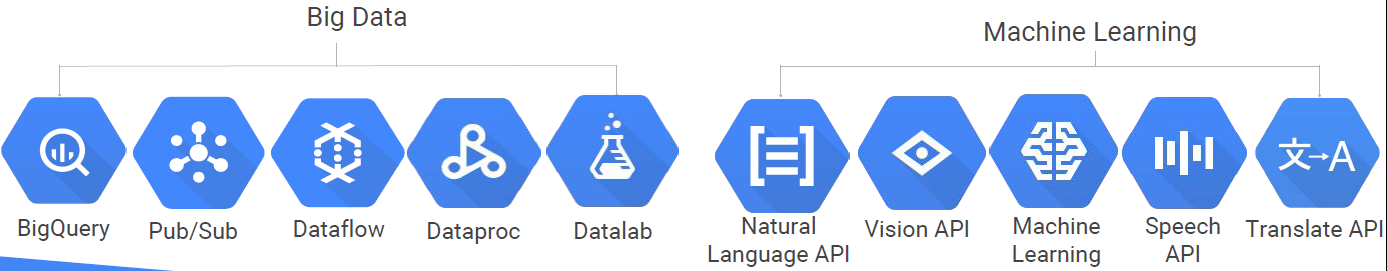 Big Data
Machine Learning
文→A
BigQuery
Pub/Sub
Dataflow
Dataproc
Datalab
Natural
Language API
Vision API
Machine
Learning
Speech
API
Translate API